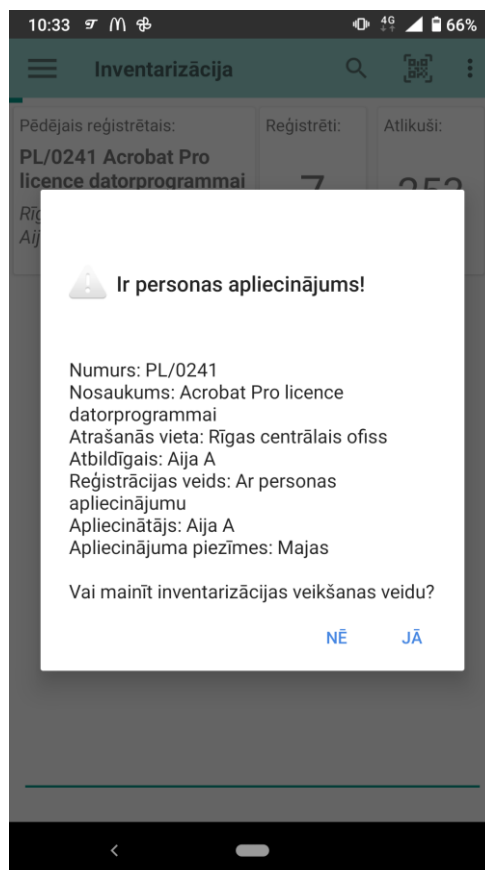 10:33
4G
66%
Inventarizācija
Pēdējais reģistrētais:
Reģistrēti:
Atlikuši:
PL/0241 Acrobat Pro
licence datorprogrammai
Ir personas apliecinājums!
Numurs: PL/0241
Nosaukums: Acrobat Pro licence
datorprogrammai
Atrašanās vieta: Rīgas centrālais ofiss
Atbildīgais: Aija A
Reģistrācijas veids: Ar personas
apliecinājumu
Apliecinātājs: Aija A
Apliecinājuma piezīmes: Majas
Vai mainīt inventarizācijas veikšanas veidu?
NĒ
JĀ